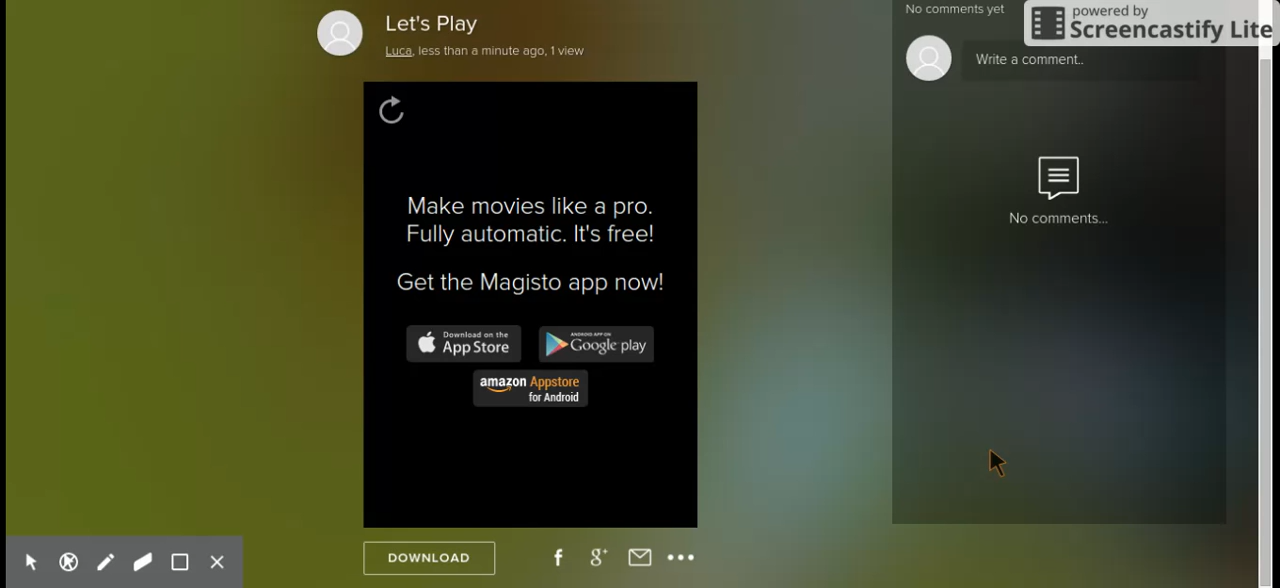 Let's Play
Luca, less than a minute ago, 1 view
Make movies like a pro.
Fully automatic. It's free!
Get the Magisto app now!
Download on the
App Store
ANDROID APP ON
Google play
amazon Appstore
for Android
DOWNLOAD
f
g+
No comments yet
Write a comment..
No comments...
powered by
Screencastify Lite